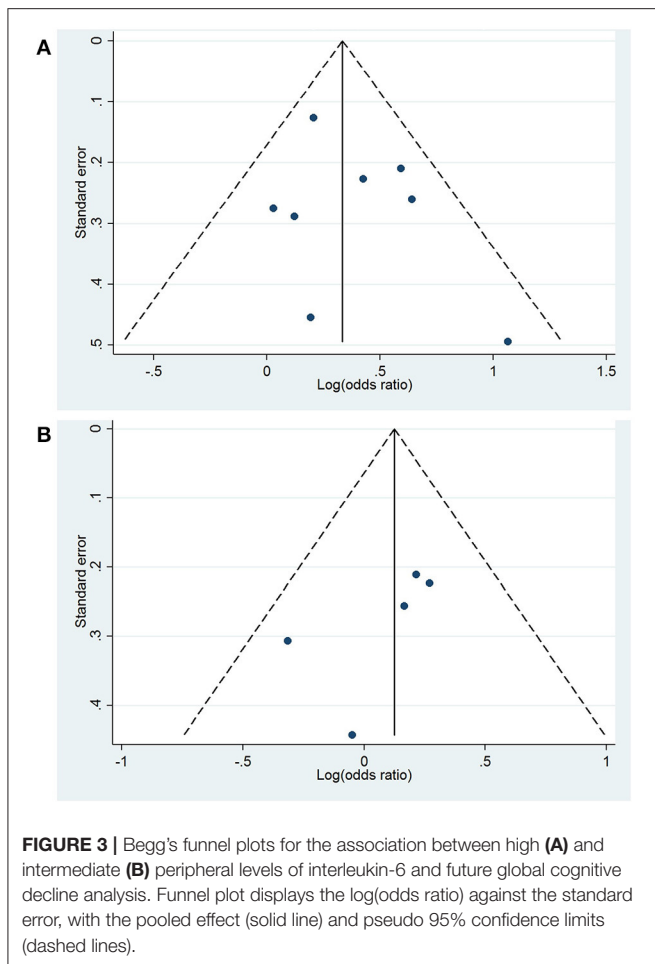 A
0
.1
.2
.3
.4
.5
Standard error
-.5
0
.5
1
1.5
Log(odds ratio)
B
0
.1
.2
.3
.4
Standard error
-1
-.5
0
.5
1
Log(odds ratio)
FIGURE 3 | Begg's funnel plots for the association between high (A) and
intermediate (B) peripheral levels of interleukin-6 and future global cognitive
decline analysis. Funnel plot displays the log(odds ratio) against the standard
error, with the pooled effect (solid line) and pseudo 95% confidence limits
(dashed lines).